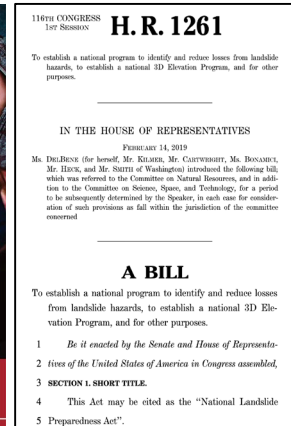 116TH CONGRESS
1ST SESSION
H. R. 1261
To establish a national program to identify and reduce losses from landslide
hazards, to establish a national 3D Elevation Program, and for other
purposes.
IN THE HOUSE OF REPRESENTATIVES
FEBRUARY 14, 2019
Ms. DELBENE (for herself, Mr. KILMER, Mr. CARTWRIGHT, Ms. BONAMICI,
Mr. HECK, and Mr. SMITH of Washington) introduced the following bill;
which was referred to the Committee on Natural Resources, and in addi-
tion to the Committee on Science, Space, and Technology, for a period
to be subsequently determined by the Speaker, in each case for consider-
ation of such provisions as fall within the jurisdiction of the committee
concerned
A BILL
To establish a national program to identify and reduce losses
from landslide hazards, to establish a national 3D Ele-
vation Program, and for other purposes.
1 Be it enacted by the Senate and House of Representa-
2 tives of the United States of America in Congress assembled,
3 SECTION 1. SHORT TITLE.
4 This Act may be cited as the “National Landslide
5 Preparedness Act”.